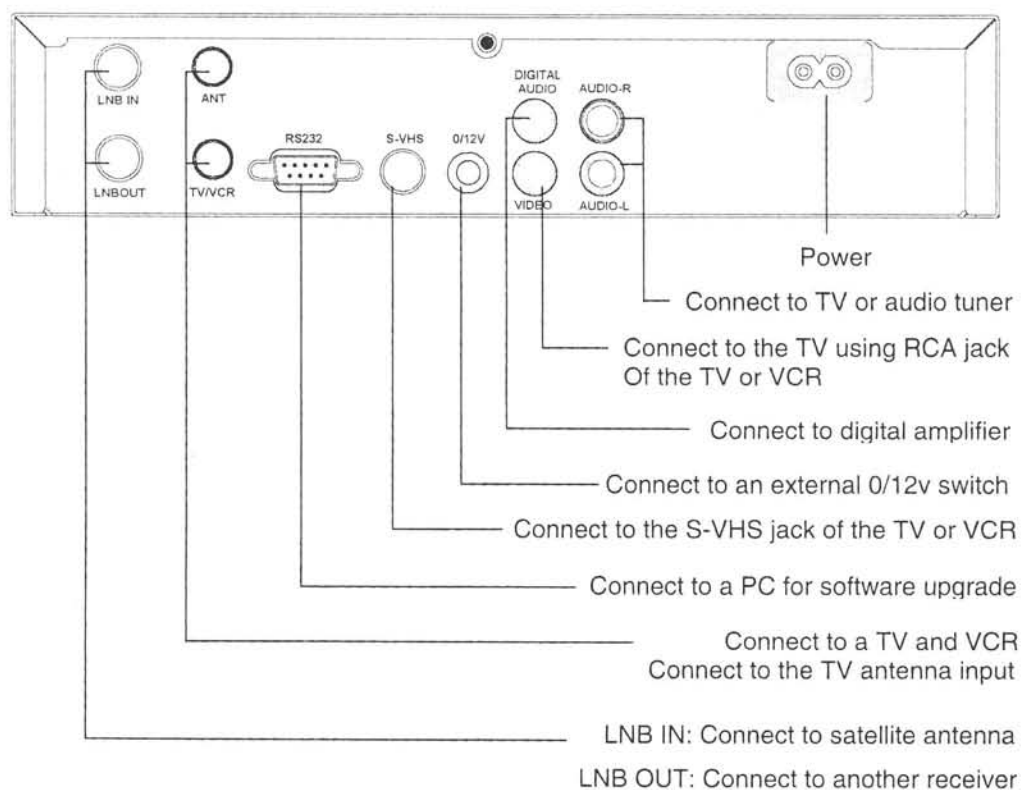 LNB IN
ANT
DIGITAL
AUDIO
AUDIO-R
RS232
S-VHS
0/12V
LNBOUT
TV/VCR
VIDEO
AUDIO-L
Power
Connect to TV or audio tuner
Connect to the TV using RCA jack
Of the TV or VCR
Connect to digital amplifier
Connect to an external 0/12v switch
Connect to the S-VHS jack of the TV or VCR
Connect to a PC for software upgrade
Connect to a TV and VCR
Connect to the TV antenna input
LNB IN: Connect to satellite antenna
LNB OUT: Connect to another receiver